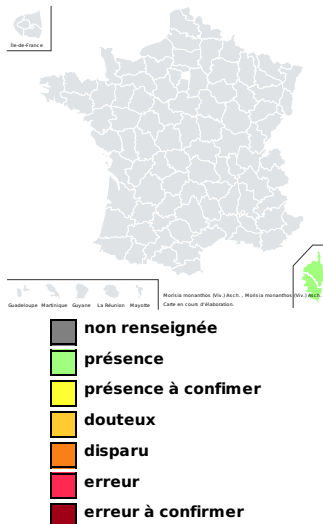 Île-de-France
Guadeloupe Martinique Guyane La Réunion Mayotte
Morisia monanthos (Viv.) Asch. , Morisia monanthos (Viv.) Asch.
Carte en cours d'élaboration.
non renseignée
présence
présence à confimer
douteux
disparu
erreur
erreur à confirmer